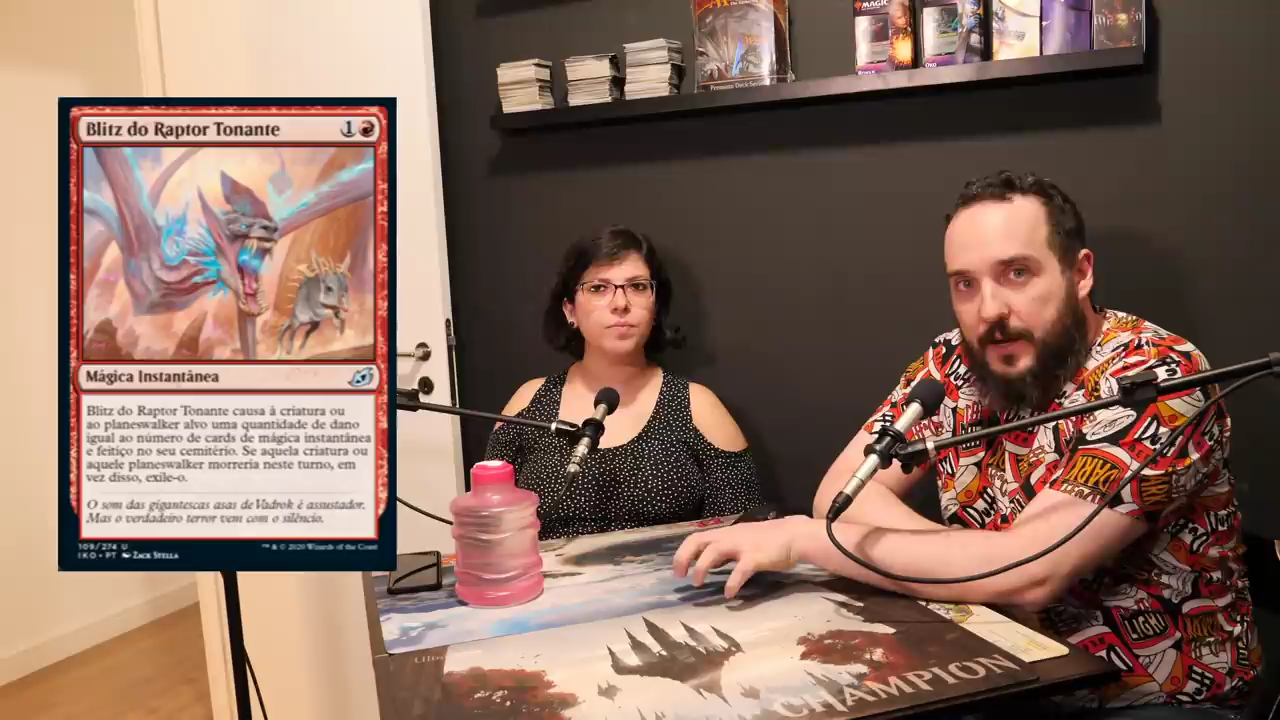 Blitz do Raptor Tonante
1
Mágica Instantânea
Blitz do Raptor Tonante causa à criatura ou
ao planeswalker alvo uma quantidade de dano
igual ao número de cards de mágica instantânea
e feitiço no seu cemitério. Se aquela criatura ou
aquele planeswalker morreria neste turno, em
vez disso, exile-o.
O som das gigantescas asas de Vadrok é assustador.
Mas o verdadeiro terror vem com o silêncio.
109/274 U
IKO • PT Zack Stella
™ & © 2020 Wizards of the Coast
MAGIC
CHAMPION
DARK
LIGHT
Duff